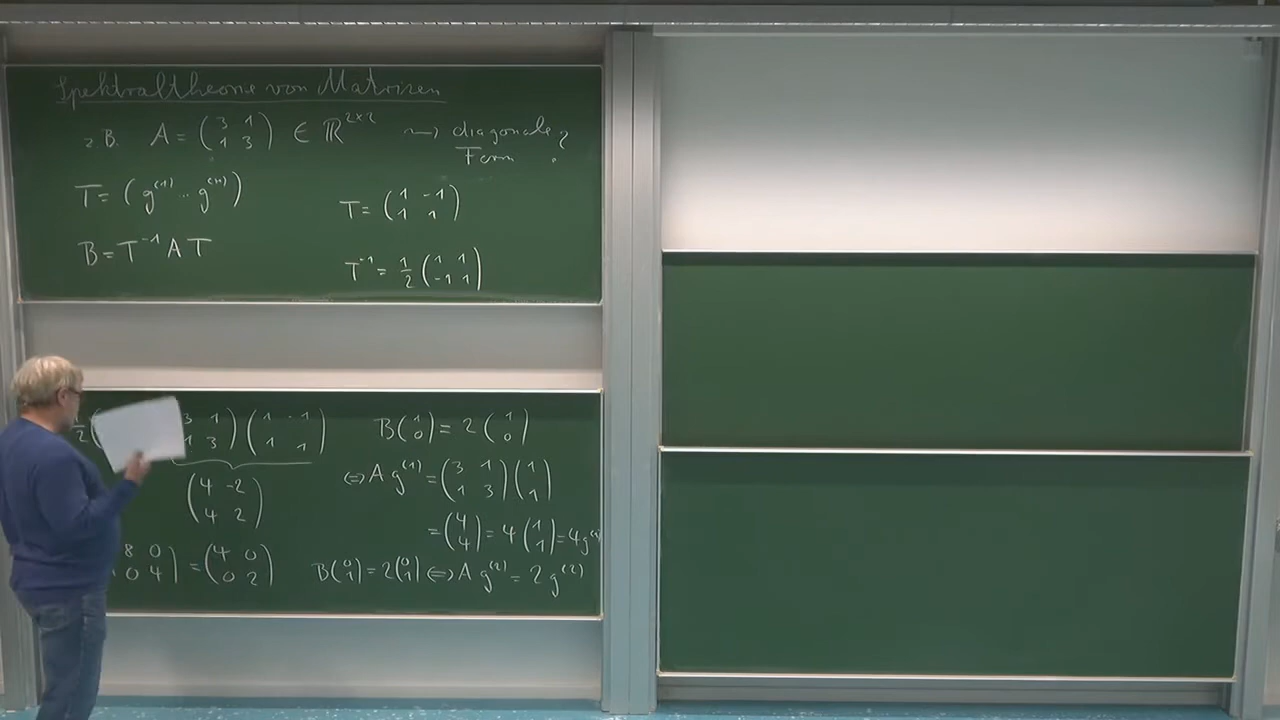 Spektraltheorie von Matrizen
z.B. A = (3 1 / 1 3) ∈ ℝ^{2×2} ⇝ diagonale Form ?
T = (g^{(1)} ... g^{(n)})
T = (1 -1 / 1 1)
B = T^{-1} A T
T^{-1} = 1/2 (1 1 / -1 1)
3 1 / 1 3) (1 -1 / 1 1)
(4 -2 / 4 2)
8 0 / 0 4) = (4 0 / 0 2)
B (1 / 0) = 2 (1 / 0)
⇔ A g^{(1)} = (3 1 / 1 3) (1 / 1)
= (4 / 4) = 4 (1 / 1) = 4 g
B (0 / 1) = 2 (0 / 1) ⇔ A g^{(2)} = 2 g^{(2)}